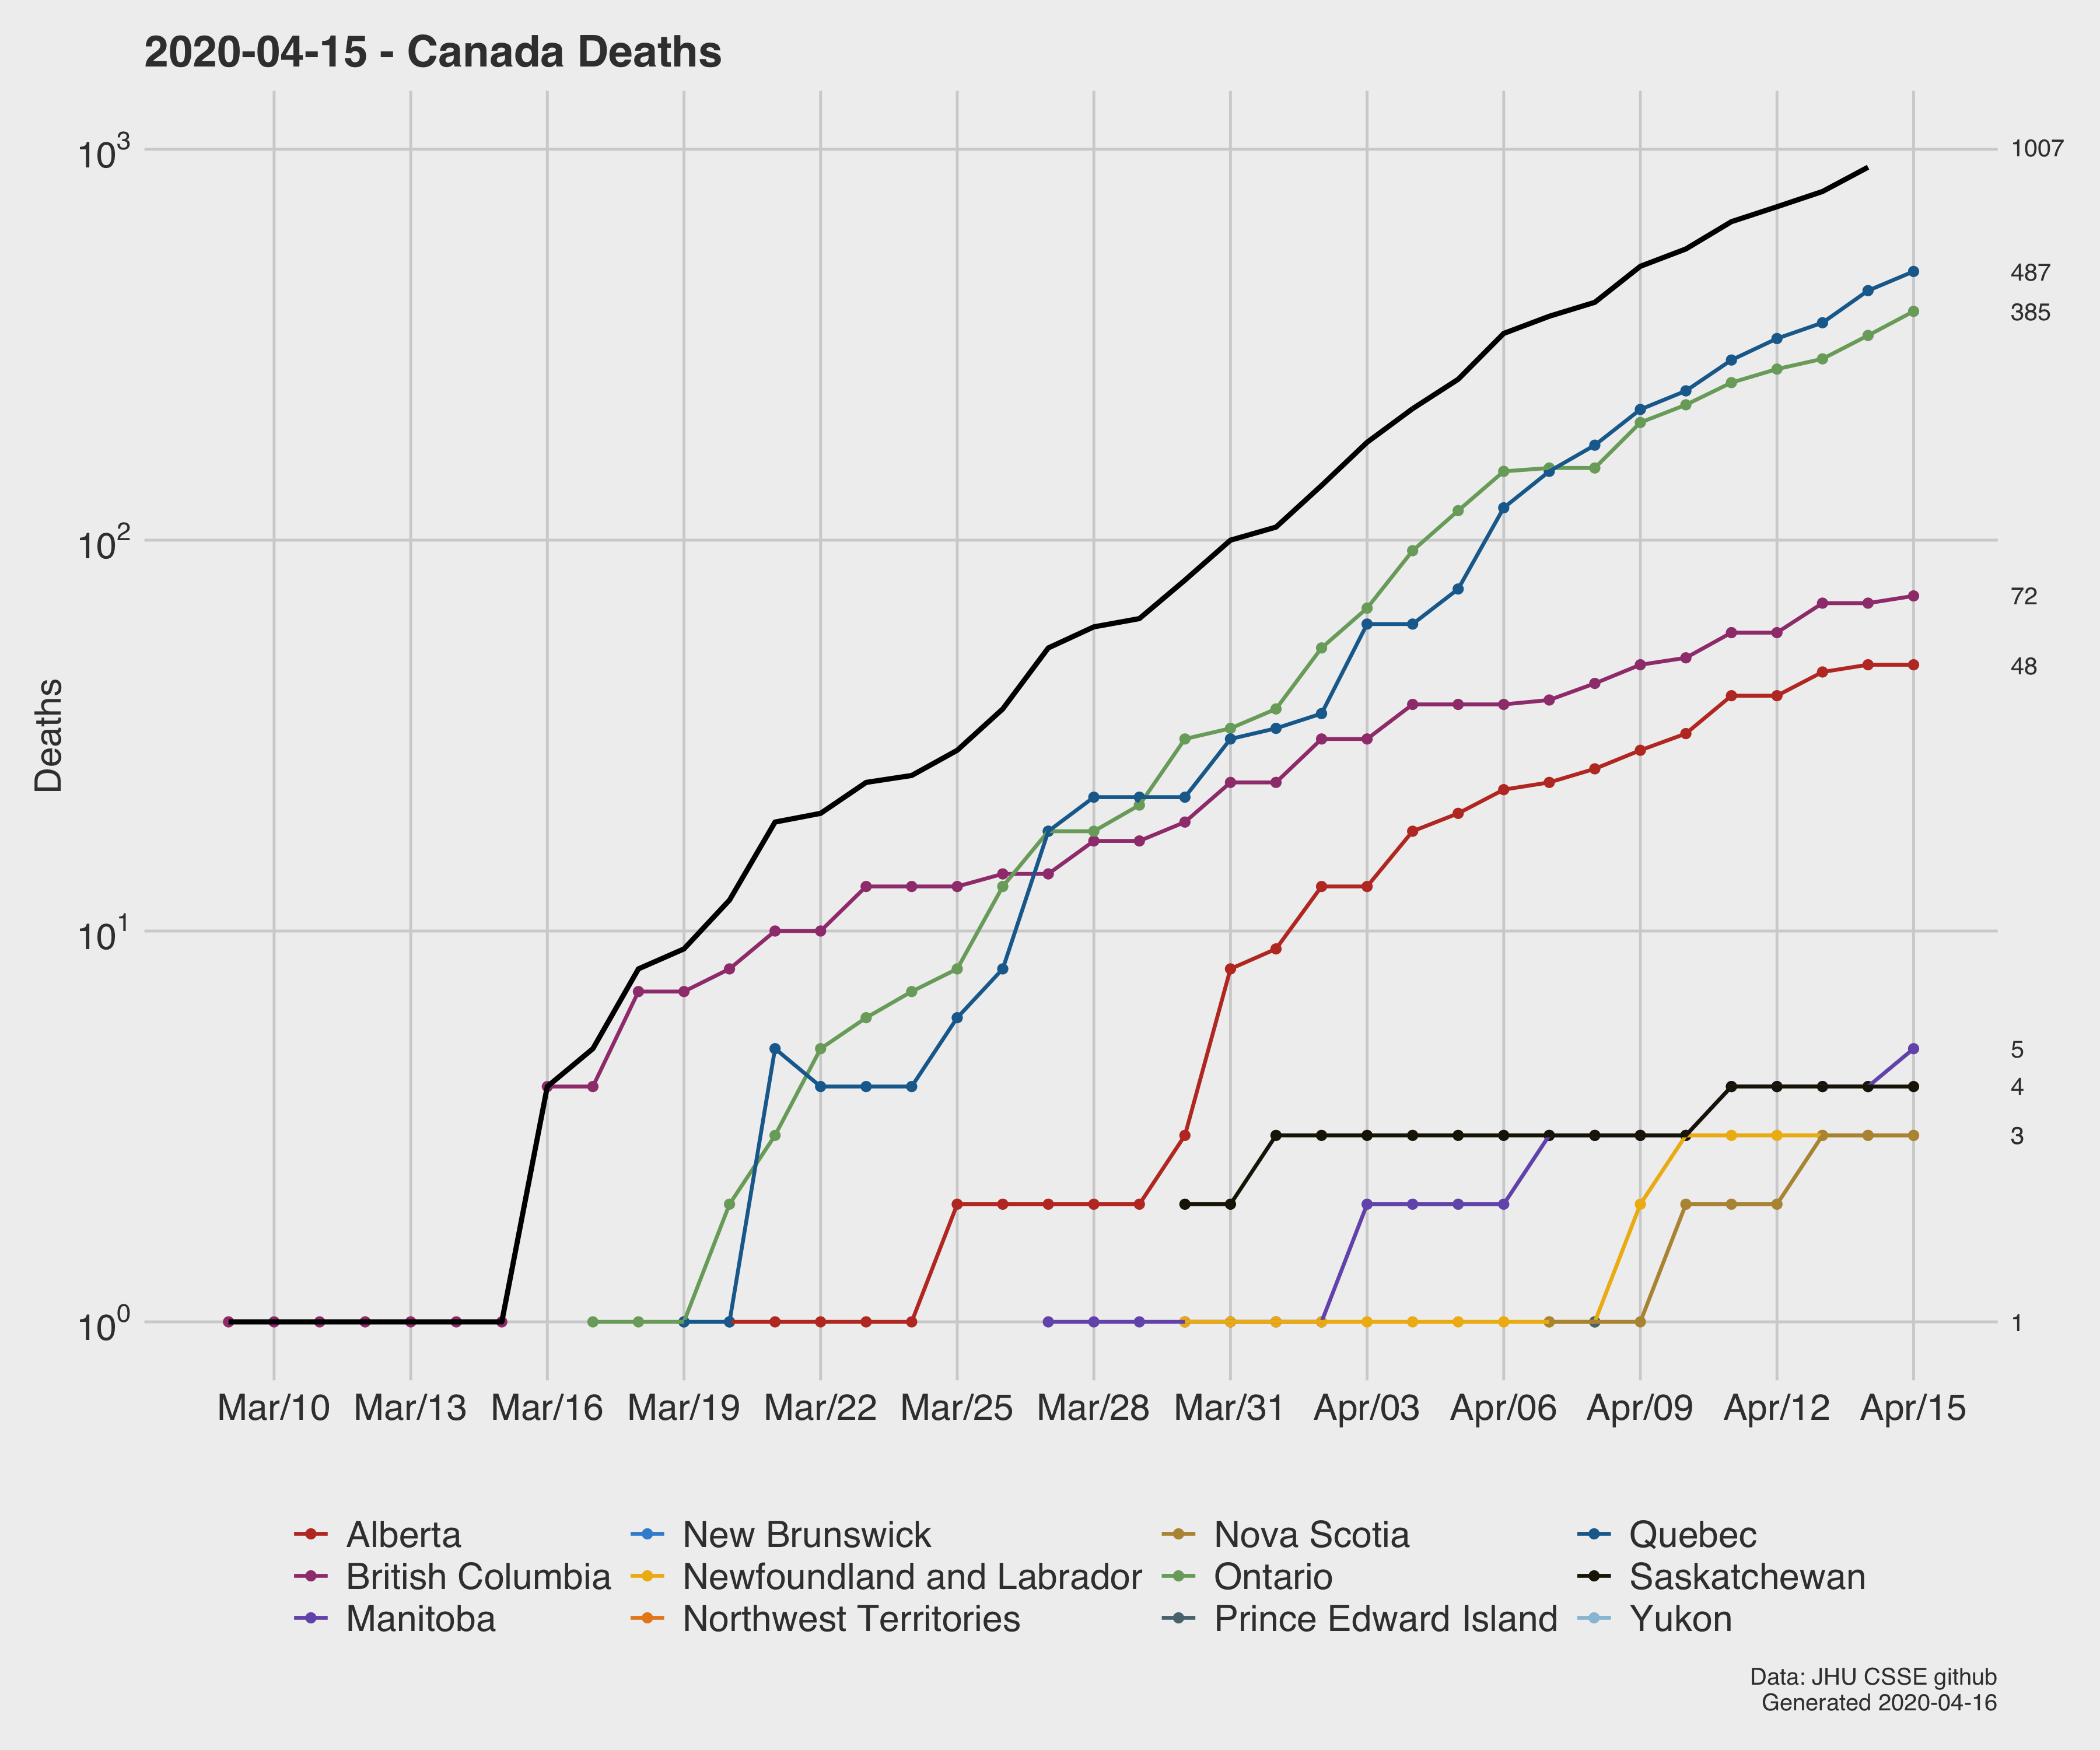 2020-04-15 - Canada Deaths
10^3
10^2
10^1
10^0
Deaths
1007
487
385
72
48
5
4
3
1
Mar/10 Mar/13 Mar/16 Mar/19 Mar/22 Mar/25 Mar/28 Mar/31 Apr/03 Apr/06 Apr/09 Apr/12 Apr/15
Alberta New Brunswick Nova Scotia Quebec
British Columbia Newfoundland and Labrador Ontario Saskatchewan
Manitoba Northwest Territories Prince Edward Island Yukon
Data: JHU CSSE github
Generated 2020-04-16